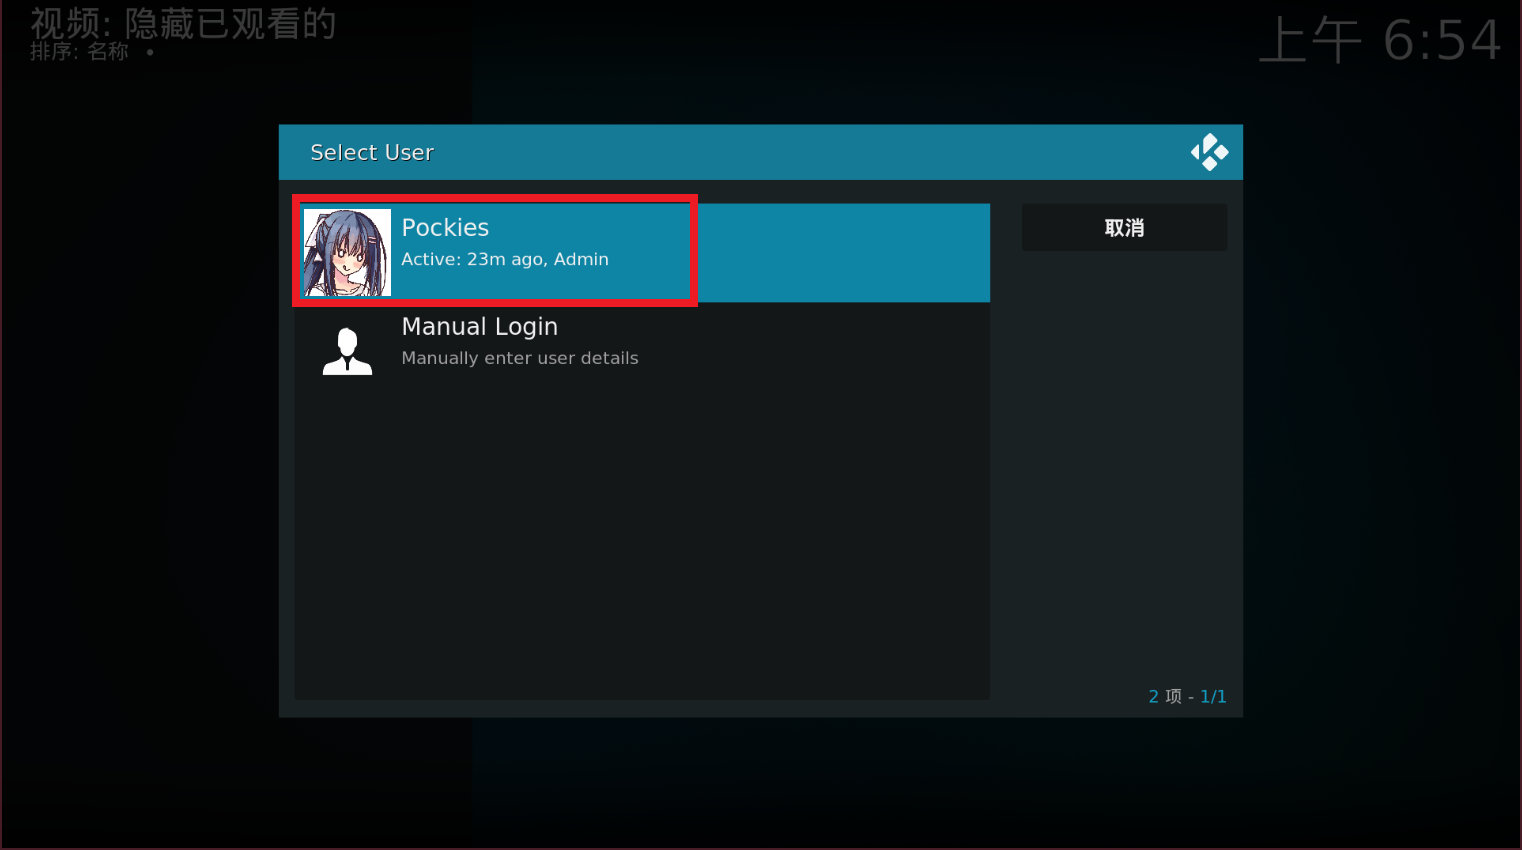 视频: 隐藏已观看的
排序: 名称 •
上午 6:54
Select User
Pockies
Active: 23m ago, Admin
取消
Manual Login
Manually enter user details
2 项 - 1/1